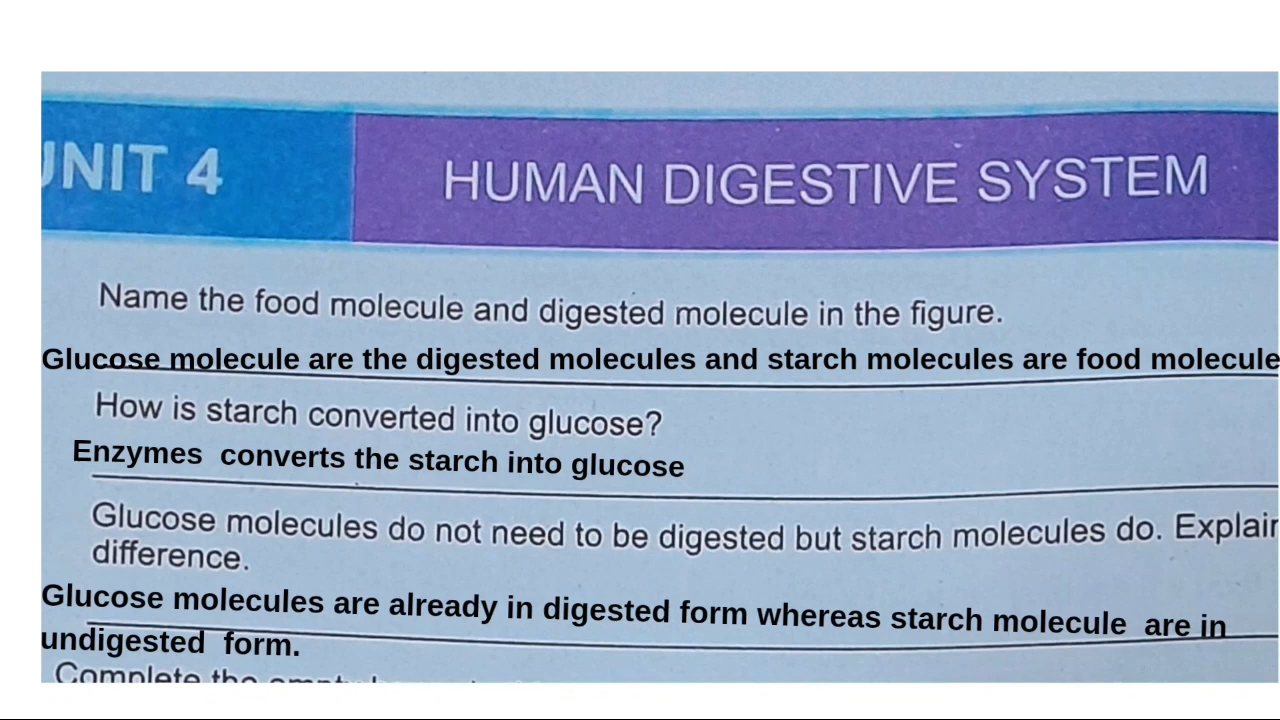 UNIT 4
HUMAN DIGESTIVE SYSTEM
Name the food molecule and digested molecule in the figure.
Glucose molecule are the digested molecules and starch molecules are food molecule
How is starch converted into glucose?
Enzymes converts the starch into glucose
Glucose molecules do not need to be digested but starch molecules do. Explain
difference.
Glucose molecules are already in digested form whereas starch molecule are in
undigested form.
Complete the empty